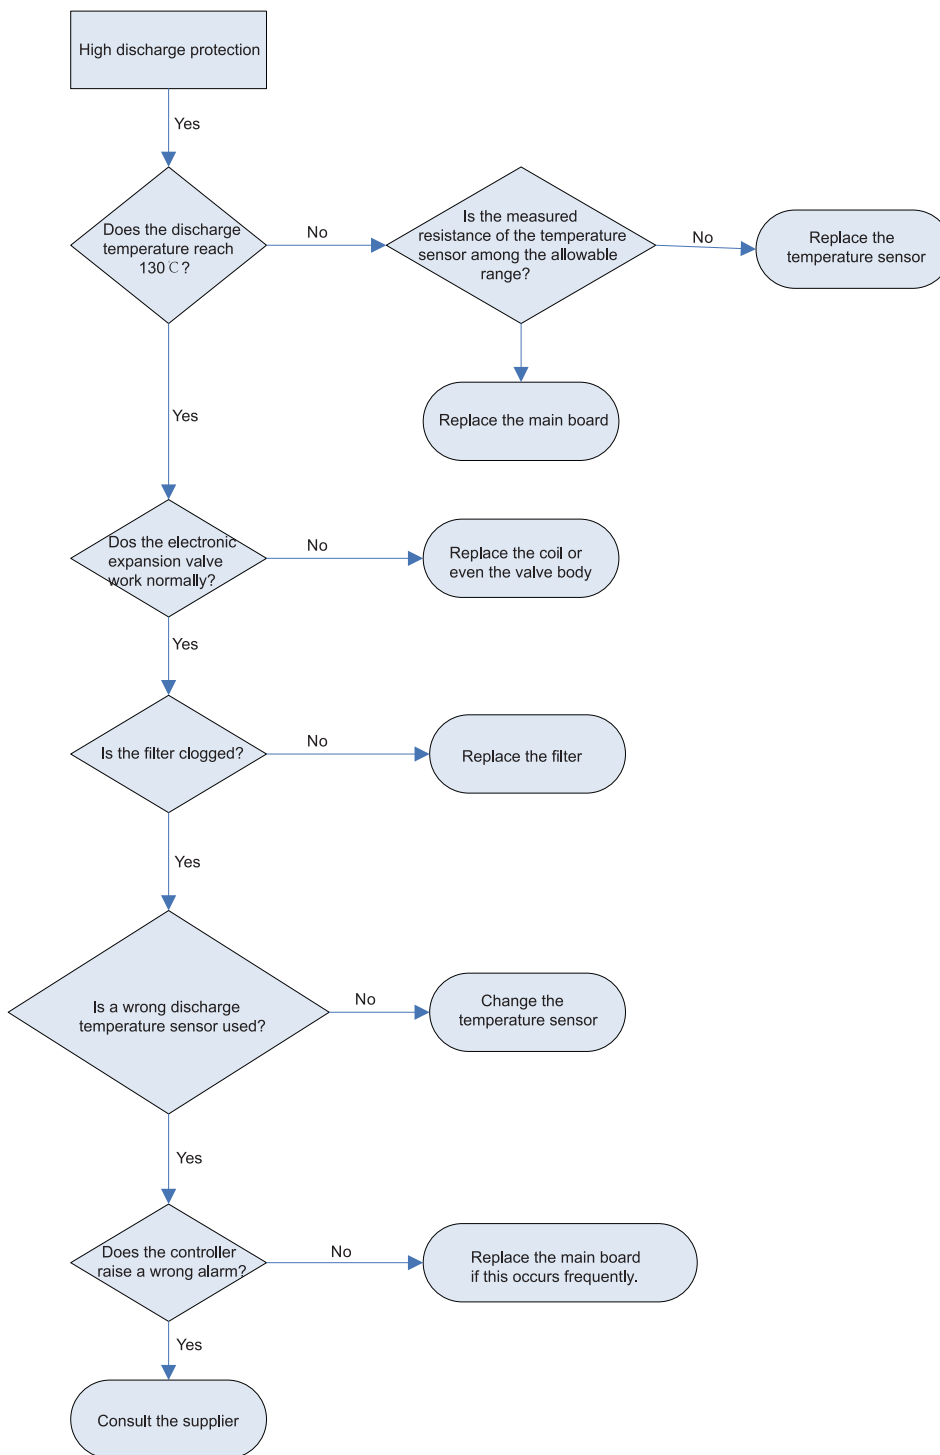 High discharge protection
Yes
Does the discharge
temperature reach
130℃?
No
Is the measured
resistance of the temperature
sensor among the allowable
range?
No
Replace the
temperature sensor
Replace the main board
Yes
Dos the electronic
expansion valve
work normally?
No
Replace the coil or
even the valve body
Yes
Is the filter clogged?
No
Replace the filter
Yes
Is a wrong discharge
temperature sensor used?
No
Change the
temperature sensor
Yes
Does the controller
raise a wrong alarm?
No
Replace the main board
if this occurs frequently.
Yes
Consult the supplier